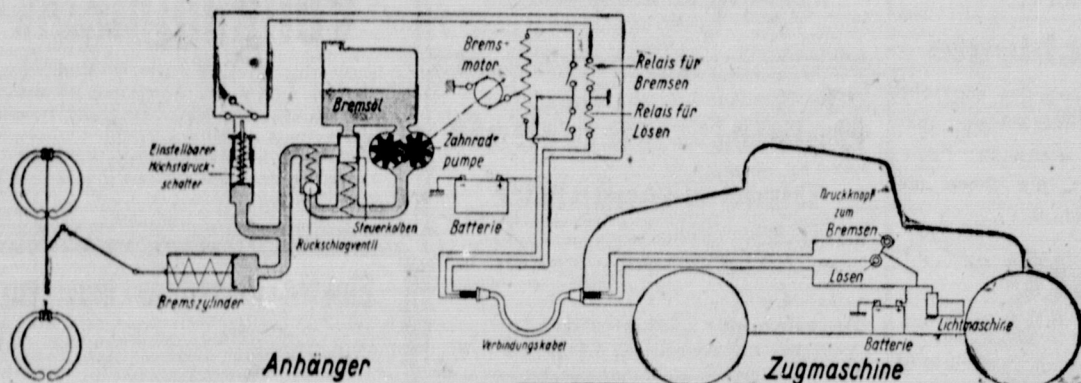 Brems-
motor
Relais für
Bremsen
Relais für
Lösen
Bremsöl
Zahnrad-
pumpe
Einstellbarer
Höchstdruck
schalter
Batterie
Steuerkolben
Rückschlagventil
Bremszylinder
Druckknopf
zum
Bremsen
Lösen
Lichtmaschine
Batterie
Verbindungskabel
Anhänger
Zugmaschine